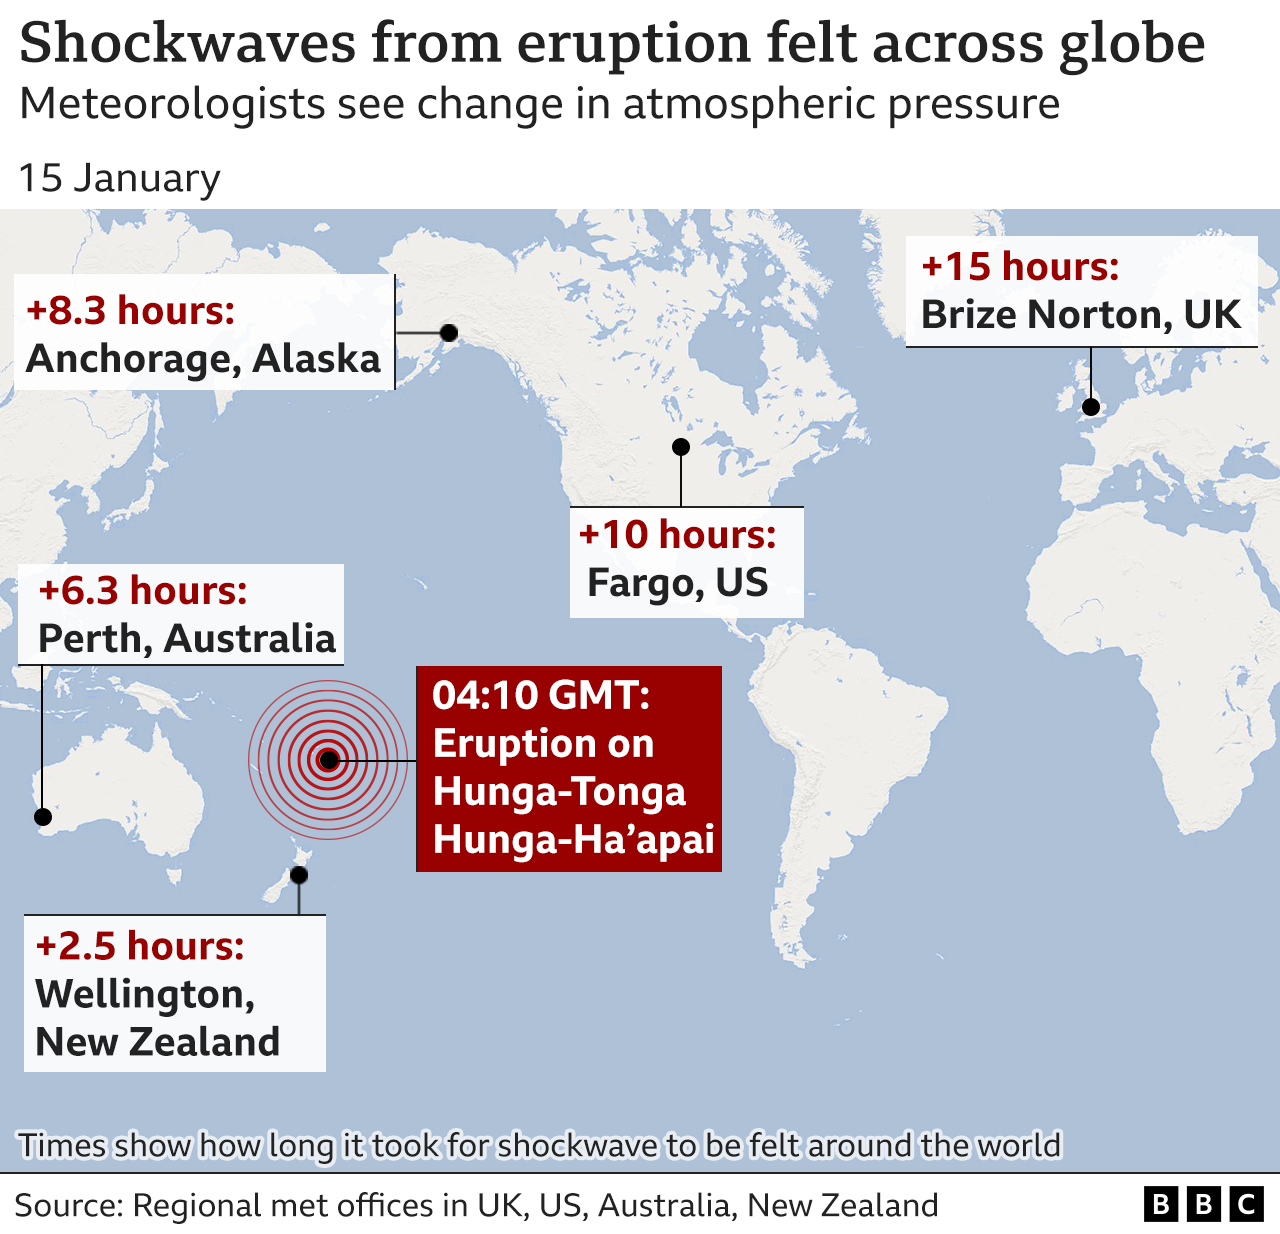 Shockwaves from eruption felt across globe
Meteorologists see change in atmospheric pressure
15 January
+15 hours:
Brize Norton, UK
+8.3 hours:
Anchorage, Alaska
+10 hours:
Fargo, US
+6.3 hours:
Perth, Australia
04:10 GMT:
Eruption on
Hunga-Tonga
Hunga-Ha’apai
+2.5 hours:
Wellington,
New Zealand
Times show how long it took for shockwave to be felt around the world
Source: Regional met offices in UK, US, Australia, New Zealand
BBC